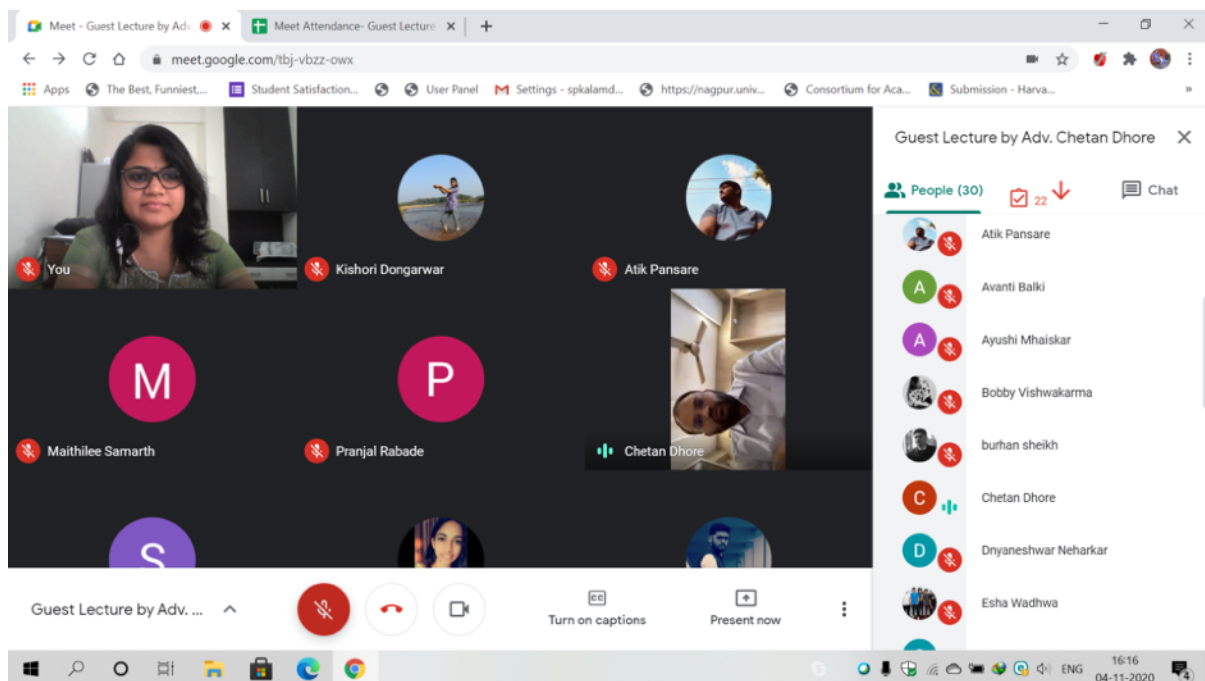 Meet - Guest Lecture by Adv
Meet Attendance- Guest Lecture
meet.google.com/tbj-vbzz-owx
Apps
The Best, Funniest,...
Student Satisfaction...
User Panel
Settings - spkalamd...
https://nagpur.univ...
Consortium for Aca...
Submission - Harva...
»
You
Kishori Dongarwar
Atik Pansare
M
Maithilee Samarth
P
Pranjal Rabade
Chetan Dhore
S
Guest Lecture by Adv. Chetan Dhore
People (30)
22
Chat
Atik Pansare
A
Avanti Balki
A
Ayushi Mhaiskar
Bobby Vishwakarma
burhan sheikh
C
Chetan Dhore
D
Dnyaneshwar Neharkar
Esha Wadhwa
Guest Lecture by Adv. ...
CC
Turn on captions
Present now
ENG
16:16
04-11-2020
4